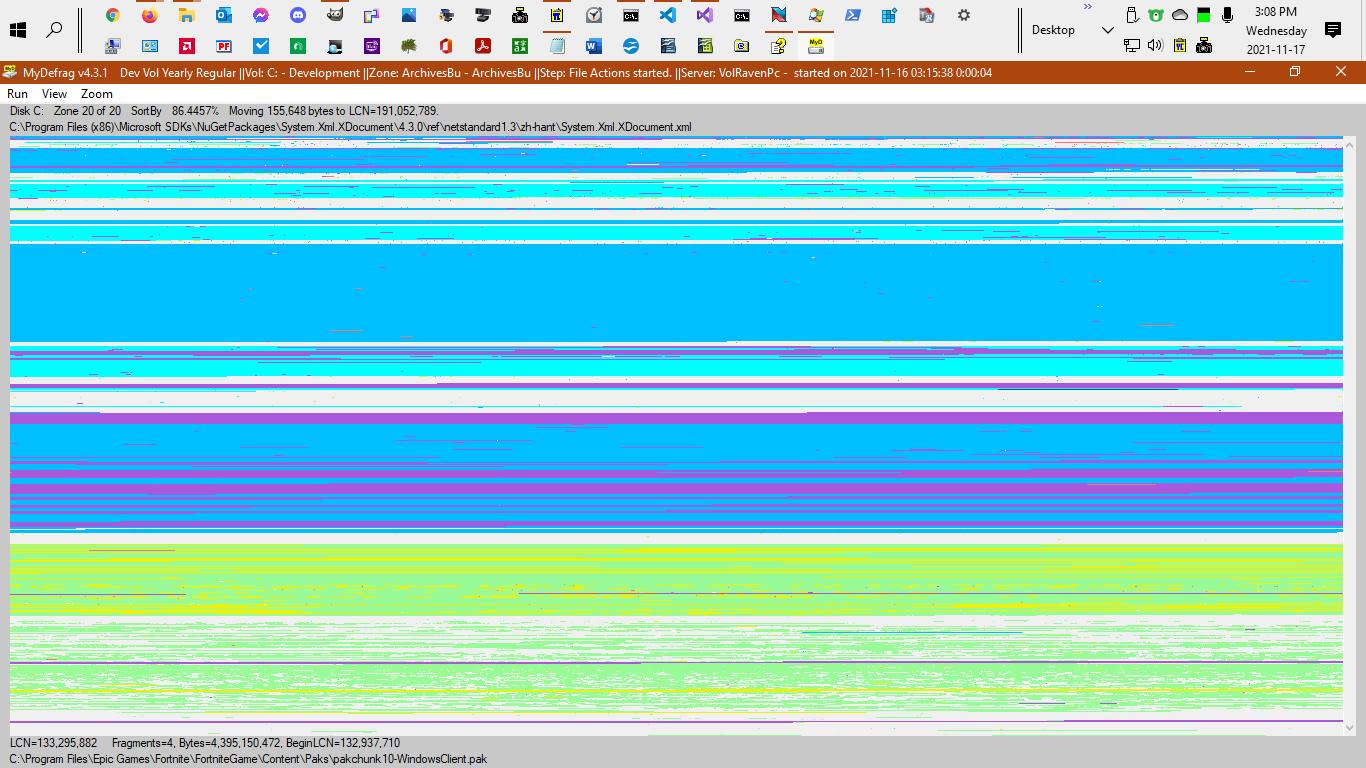 3:08 PM
Desktop
Wednesday
2021-11-17
MyDefrag v4.3.1 Dev Vol Yearly Regular ||Vol: C: - Development ||Zone: ArchivesBu - ArchivesBu ||Step: File Actions started. ||Server: VolRavenPc - started on 2021-11-16 03:15:38 0:00:04
Run View Zoom
Disk C: Zone 20 of 20 SortBy 86.4457% Moving 155,648 bytes to LCN=191,052,789.
C:\Program Files (x86)\Microsoft SDKs\NuGetPackages\System.Xml.XDocument\4.3.0\ref\netstandard1.3\zh-hant\System.Xml.XDocument.xml
LCN=133,295,882 Fragments=4, Bytes=4,395,150,472, BeginLCN=132,937,710
C:\Program Files\Epic Games\Fortnite\FortniteGame\Content\Paks\pakchunk10-WindowsClient.pak